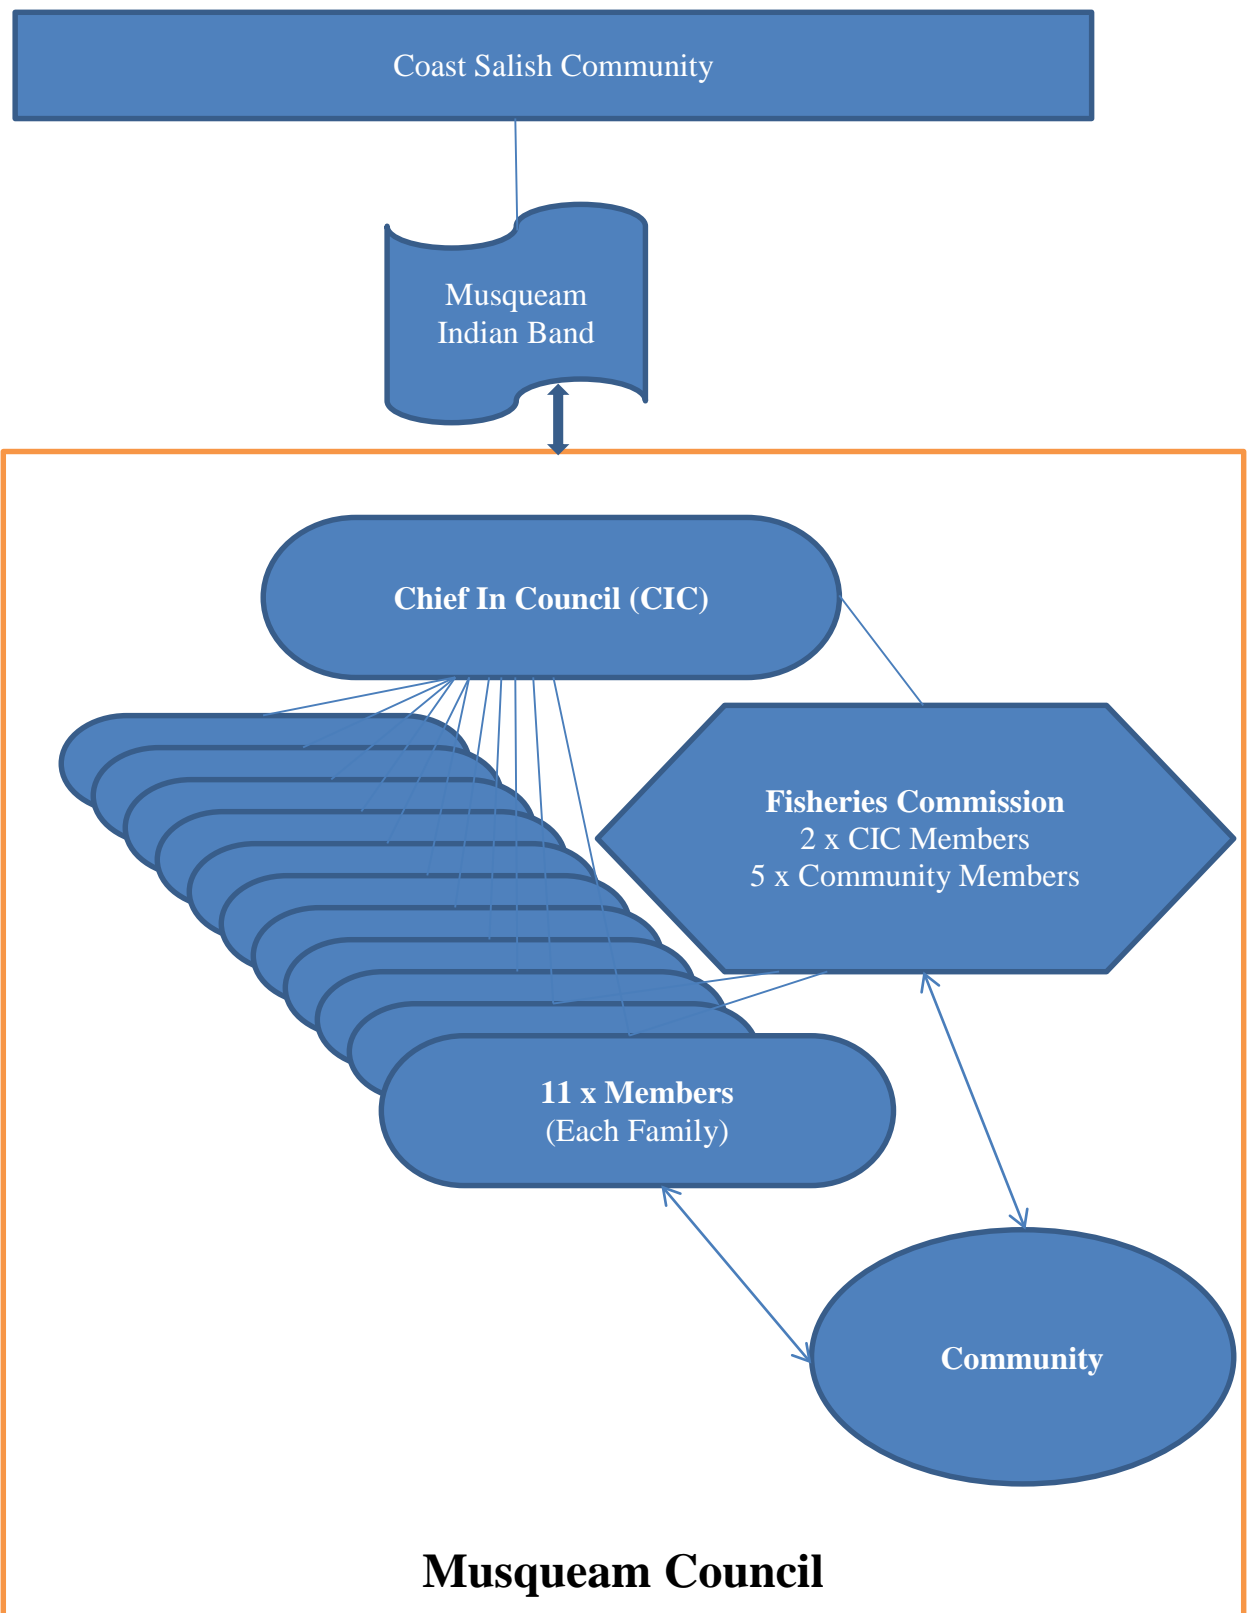 Coast Salish Community
Musqueam
Indian Band
Chief In Council (CIC)
Fisheries Commission
2 x CIC Members
5 x Community Members
11 x Members
(Each Family)
Community
Musqueam Council